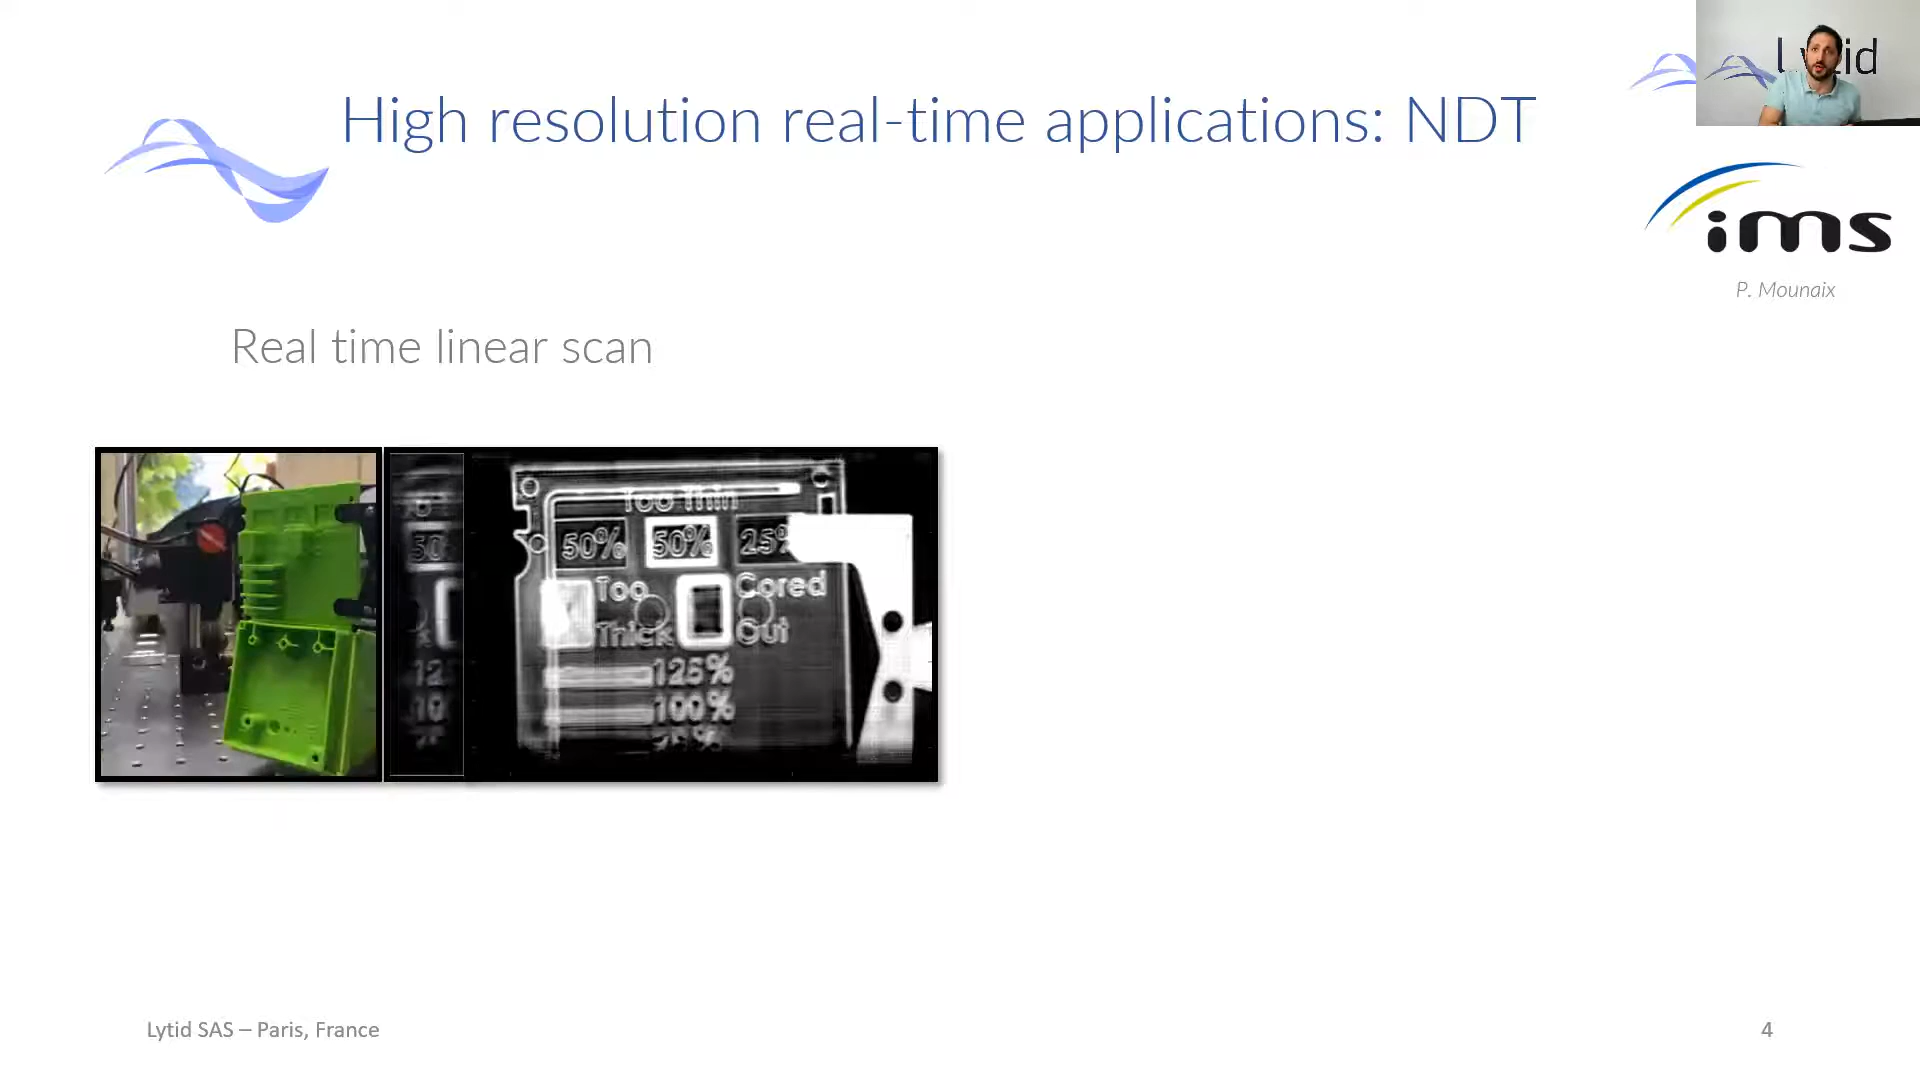 High resolution real-time applications: NDT
ims
P. Mounaix
Real time linear scan
Too Thin
50%
50%
25%
Too
Thick
Cored
Out
125%
100%
Lytid SAS – Paris, France
4